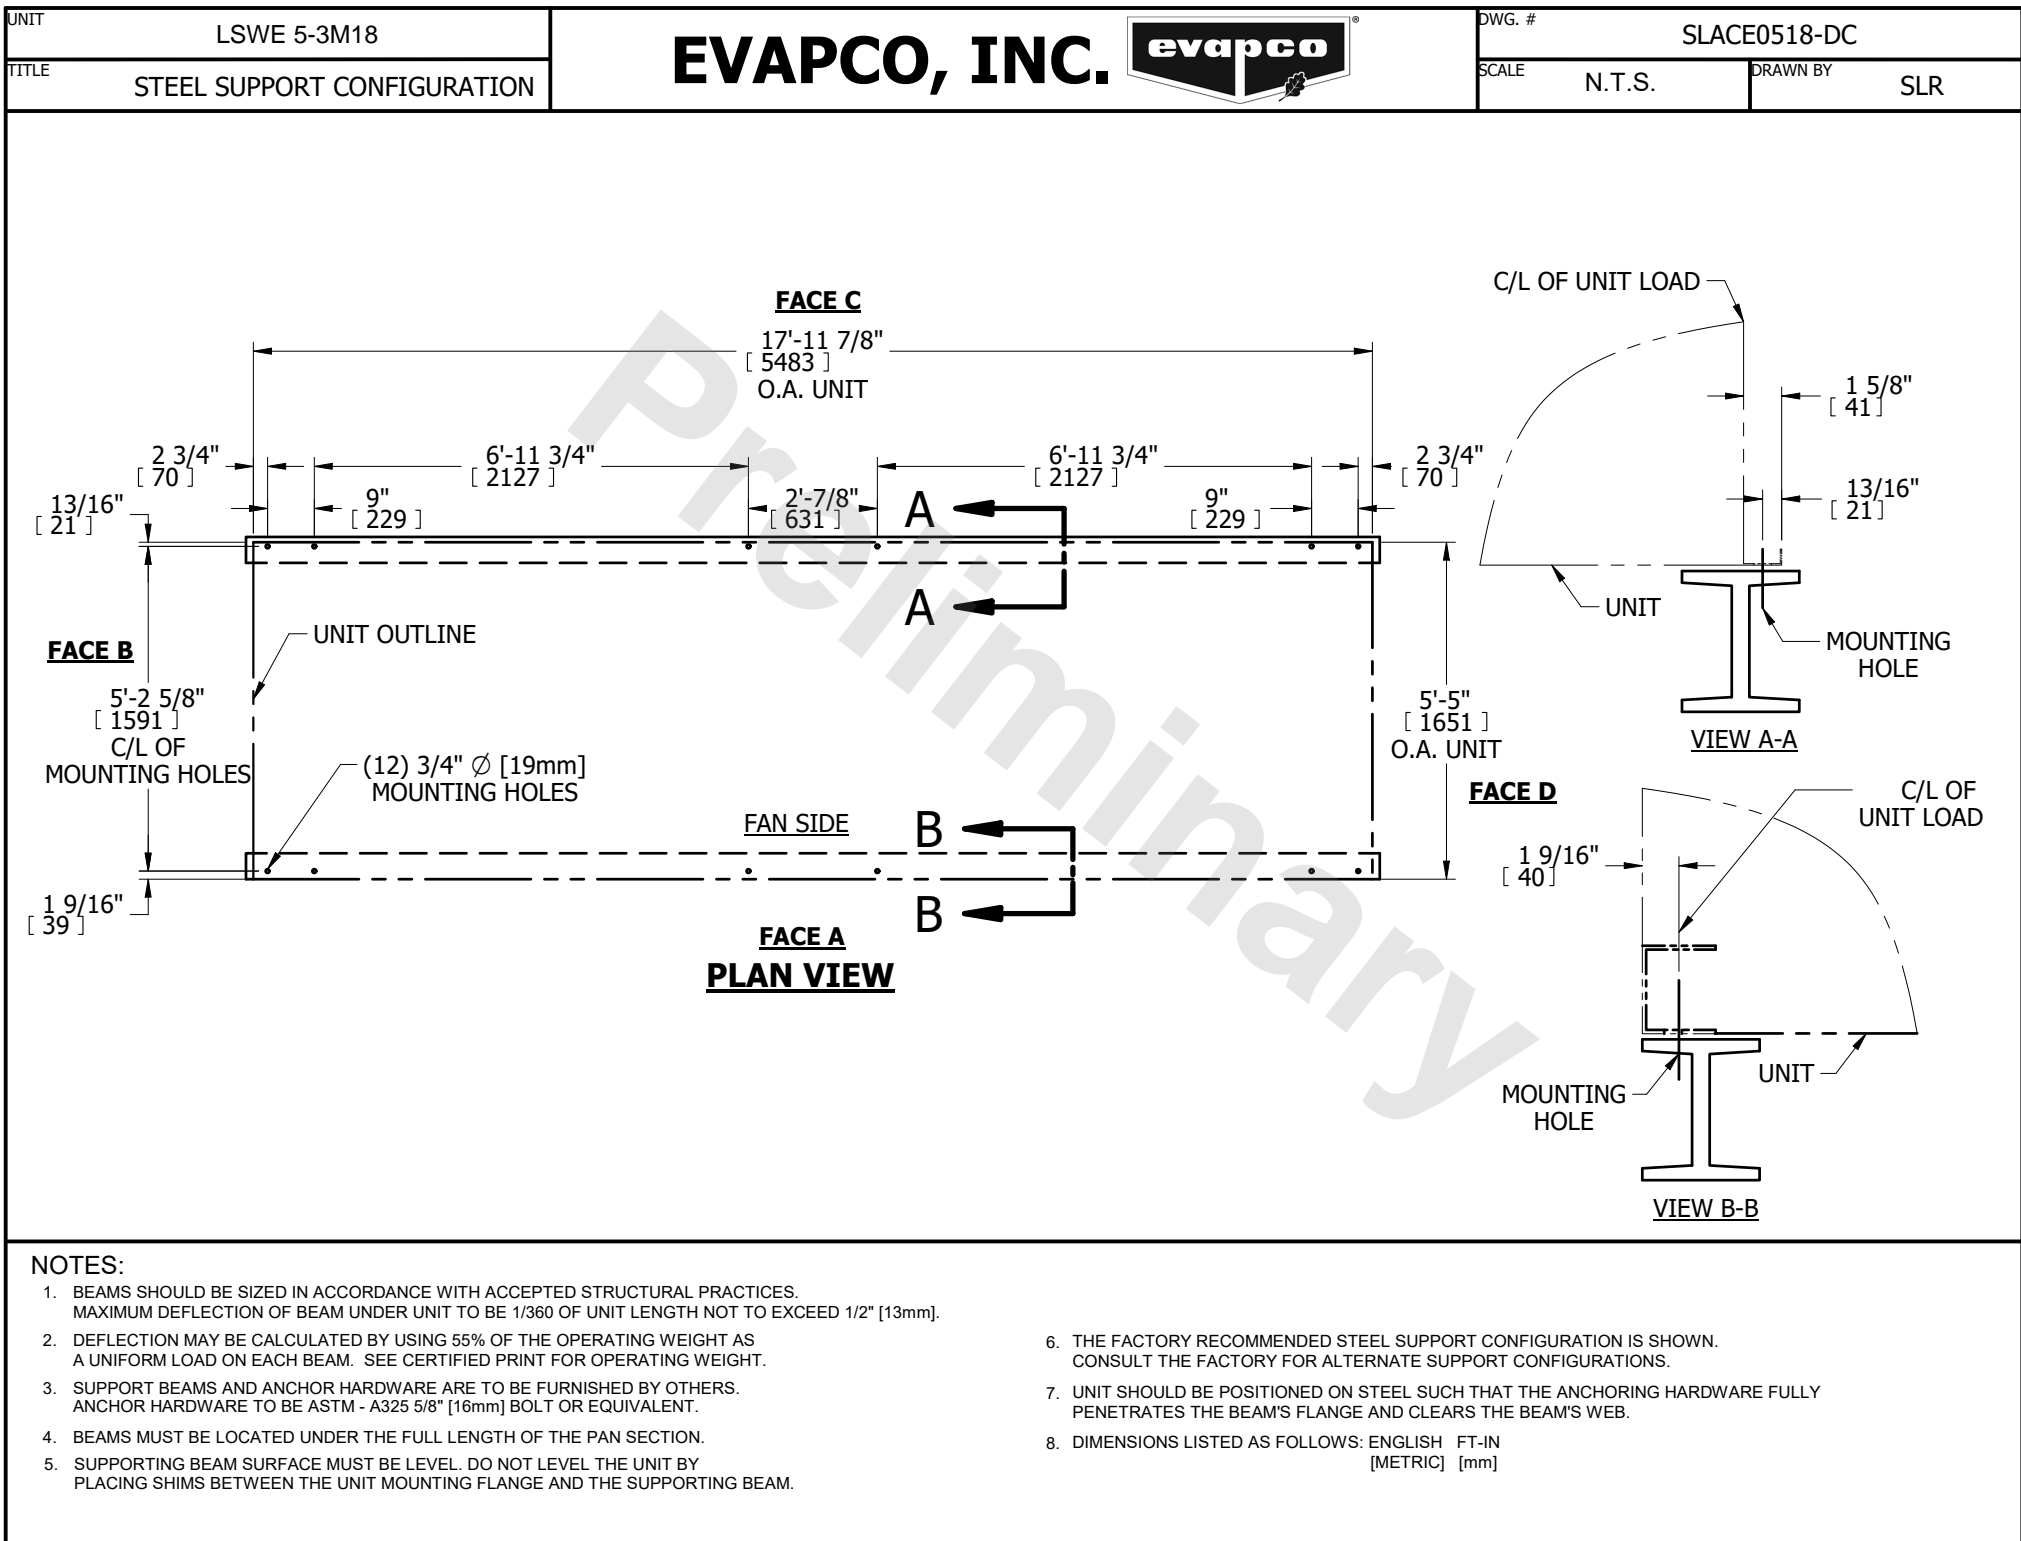 UNIT
LSWE 5-3M18
TITLE
STEEL SUPPORT CONFIGURATION
EVAPCO, INC.
evapco
®
DWG. #
SLACE0518-DC
SCALE
N.T.S.
DRAWN BY
SLR
FACE C
17'-11 7/8"
[ 5483 ]
O.A. UNIT
2 3/4"
[ 70 ]
6'-11 3/4"
[ 2127 ]
6'-11 3/4"
[ 2127 ]
2 3/4"
[ 70 ]
13/16"
[ 21 ]
9"
[ 229 ]
2'-7/8"
[ 631 ]
9"
[ 229 ]
A
A
FACE B
UNIT OUTLINE
5'-2 5/8"
[ 1591 ]
C/L OF
MOUNTING HOLES
(12) 3/4" ∅ [19mm]
MOUNTING HOLES
5'-5"
[ 1651 ]
O.A. UNIT
FACE D
FAN SIDE
B
B
1 9/16"
[ 39 ]
FACE A
PLAN VIEW
C/L OF UNIT LOAD
1 5/8"
[ 41 ]
13/16"
[ 21 ]
UNIT
MOUNTING
HOLE
VIEW A-A
C/L OF
UNIT LOAD
1 9/16"
[ 40 ]
UNIT
MOUNTING
HOLE
VIEW B-B
Preliminary
NOTES:
1. BEAMS SHOULD BE SIZED IN ACCORDANCE WITH ACCEPTED STRUCTURAL PRACTICES.
MAXIMUM DEFLECTION OF BEAM UNDER UNIT TO BE 1/360 OF UNIT LENGTH NOT TO EXCEED 1/2" [13mm].
2. DEFLECTION MAY BE CALCULATED BY USING 55% OF THE OPERATING WEIGHT AS
A UNIFORM LOAD ON EACH BEAM. SEE CERTIFIED PRINT FOR OPERATING WEIGHT.
3. SUPPORT BEAMS AND ANCHOR HARDWARE ARE TO BE FURNISHED BY OTHERS.
ANCHOR HARDWARE TO BE ASTM - A325 5/8" [16mm] BOLT OR EQUIVALENT.
4. BEAMS MUST BE LOCATED UNDER THE FULL LENGTH OF THE PAN SECTION.
5. SUPPORTING BEAM SURFACE MUST BE LEVEL. DO NOT LEVEL THE UNIT BY
PLACING SHIMS BETWEEN THE UNIT MOUNTING FLANGE AND THE SUPPORTING BEAM.
6. THE FACTORY RECOMMENDED STEEL SUPPORT CONFIGURATION IS SHOWN.
CONSULT THE FACTORY FOR ALTERNATE SUPPORT CONFIGURATIONS.
7. UNIT SHOULD BE POSITIONED ON STEEL SUCH THAT THE ANCHORING HARDWARE FULLY
PENETRATES THE BEAM'S FLANGE AND CLEARS THE BEAM'S WEB.
8. DIMENSIONS LISTED AS FOLLOWS: ENGLISH FT-IN
[METRIC] [mm]